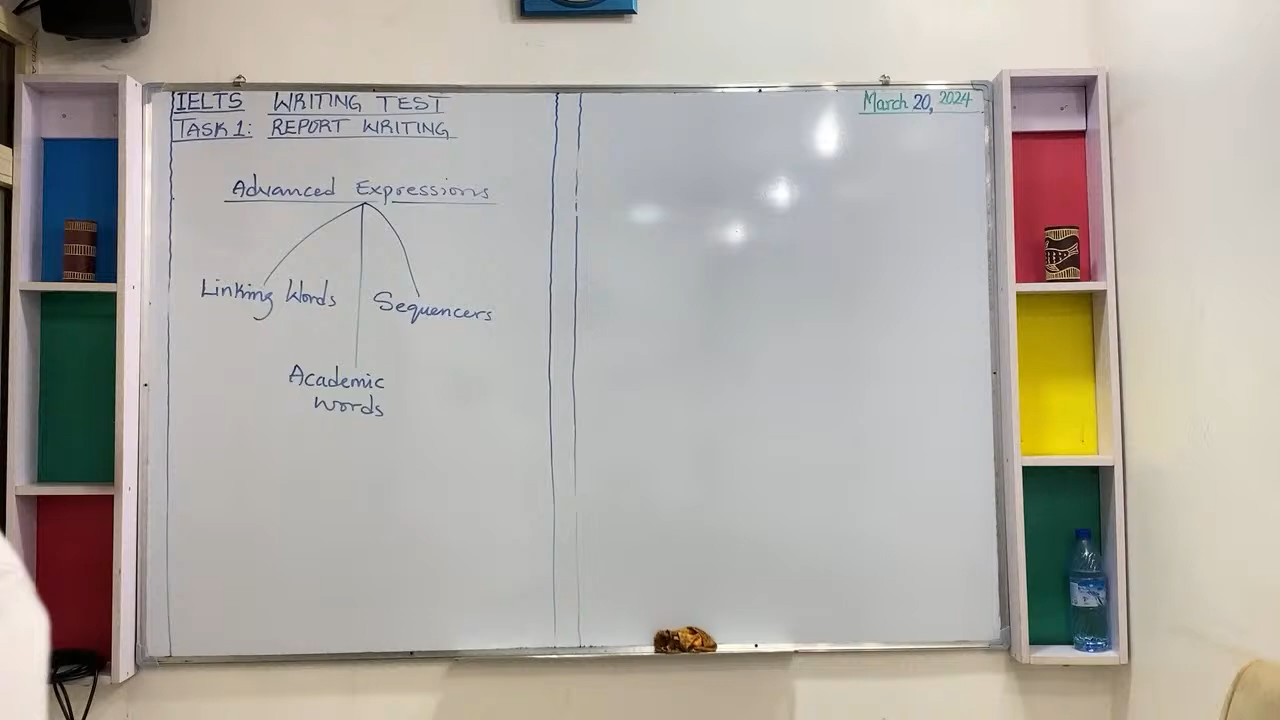 IELTS WRITING TEST
TASK 1: REPORT WRITING
March 20, 2024
Advanced Expressions
Linking Words
Sequencers
Academic
Words